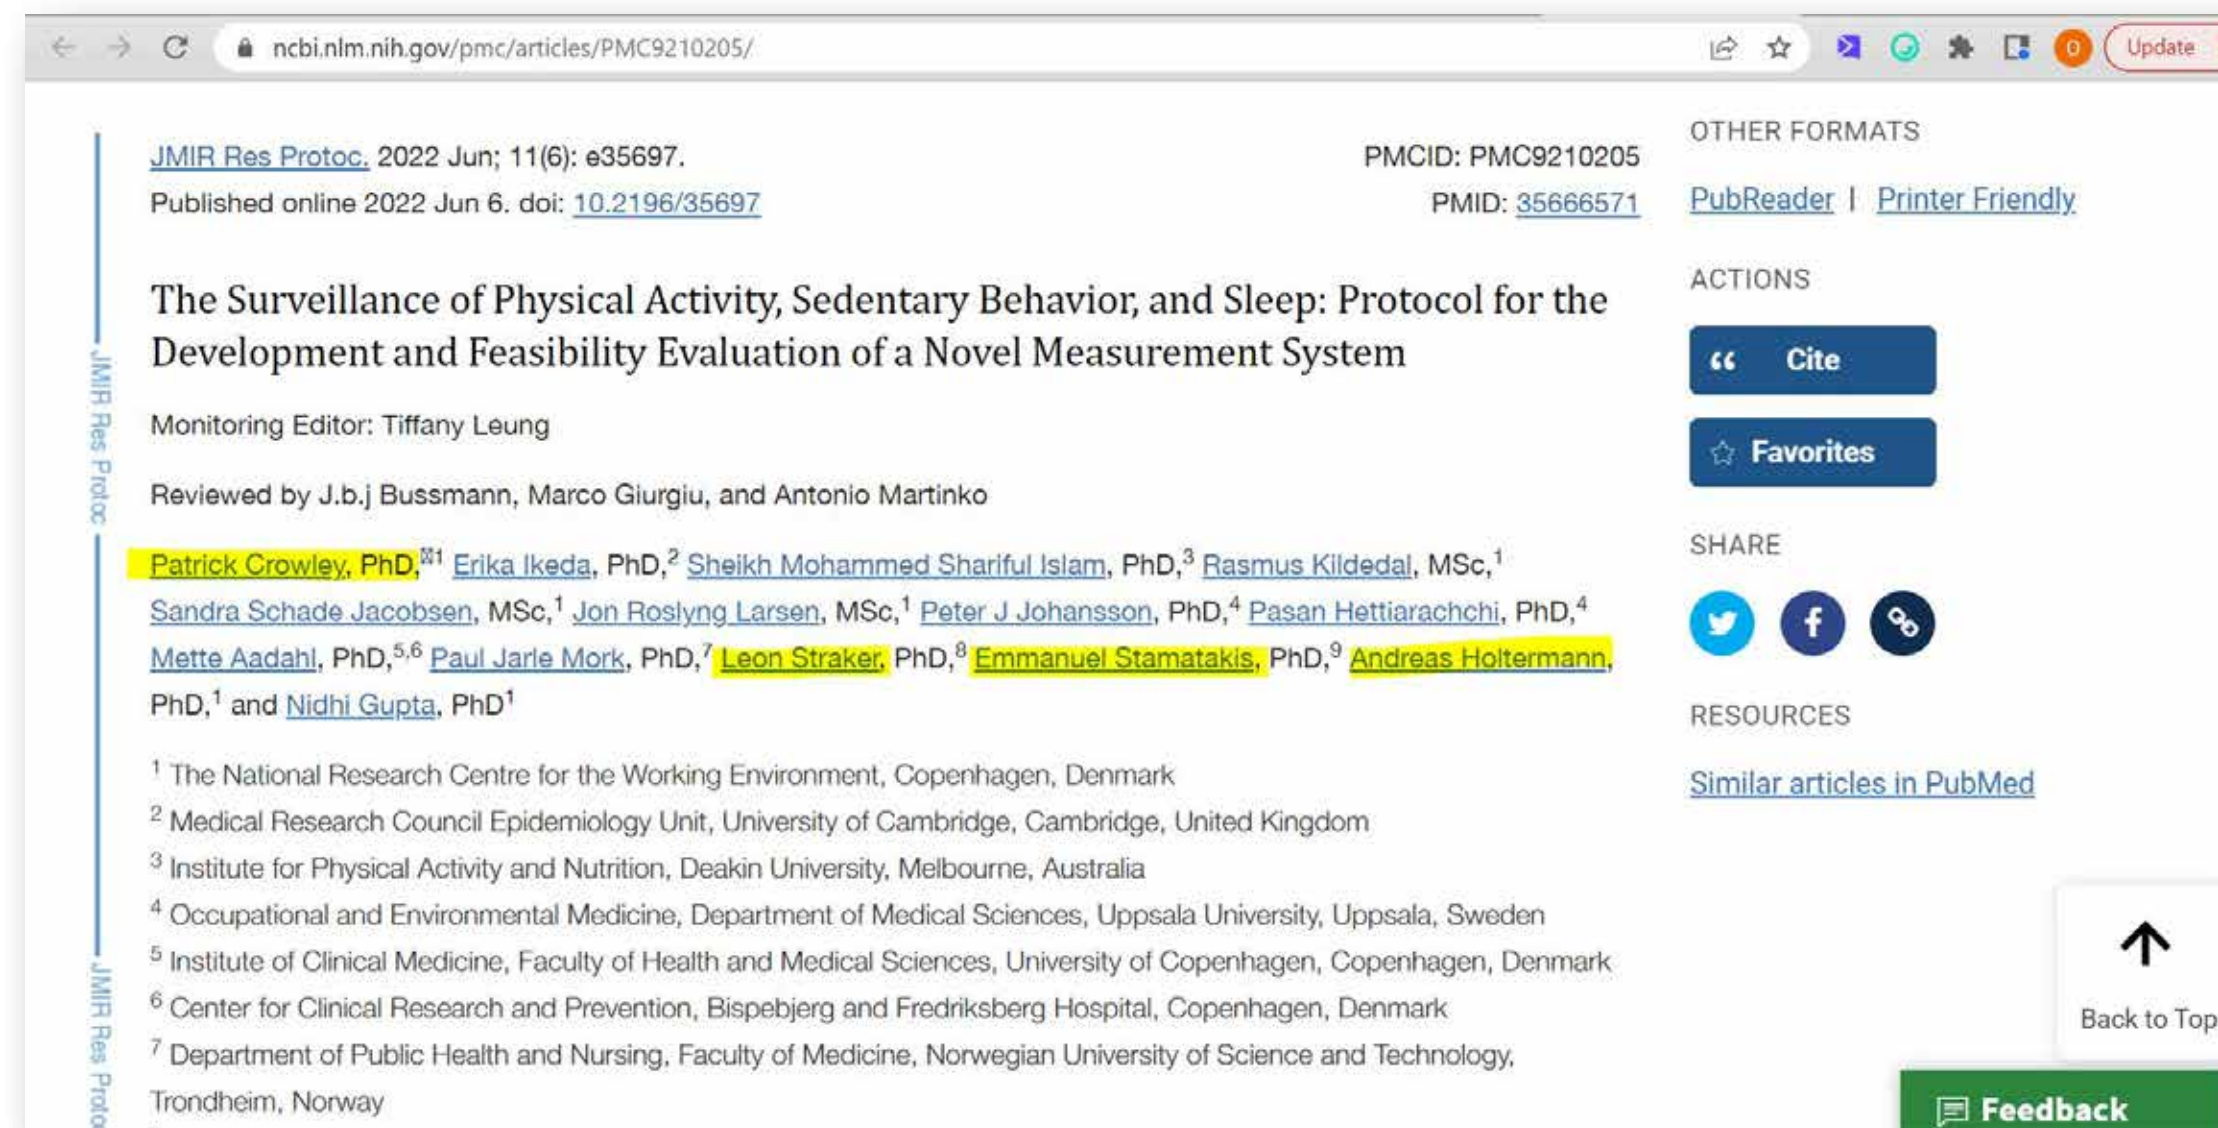 ncbi.nlm.nih.gov/pmc/articles/PMC9210205/
O
Update
JMIR Res Protoc. 2022 Jun; 11(6): e35697.
PMCID: PMC9210205
Published online 2022 Jun 6. doi: 10.2196/35697
PMID: 35666571
The Surveillance of Physical Activity, Sedentary Behavior, and Sleep: Protocol for the
Development and Feasibility Evaluation of a Novel Measurement System
Monitoring Editor: Tiffany Leung
Reviewed by J.b.j Bussmann, Marco Giurgiu, and Antonio Martinko
Patrick Crowley, PhD,✉1 Erika Ikeda, PhD,2 Sheikh Mohammed Shariful Islam, PhD,3 Rasmus Kildedal, MSc,1
Sandra Schade Jacobsen, MSc,1 Jon Roslyng Larsen, MSc,1 Peter J Johansson, PhD,4 Pasan Hettiarachchi, PhD,4
Mette Aadahl, PhD,5,6 Paul Jarle Mork, PhD,7 Leon Straker, PhD,8 Emmanuel Stamatakis, PhD,9 Andreas Holtermann,
PhD,1 and Nidhi Gupta, PhD1
1 The National Research Centre for the Working Environment, Copenhagen, Denmark
2 Medical Research Council Epidemiology Unit, University of Cambridge, Cambridge, United Kingdom
3 Institute for Physical Activity and Nutrition, Deakin University, Melbourne, Australia
4 Occupational and Environmental Medicine, Department of Medical Sciences, Uppsala University, Uppsala, Sweden
5 Institute of Clinical Medicine, Faculty of Health and Medical Sciences, University of Copenhagen, Copenhagen, Denmark
6 Center for Clinical Research and Prevention, Bispebjerg and Fredriksberg Hospital, Copenhagen, Denmark
7 Department of Public Health and Nursing, Faculty of Medicine, Norwegian University of Science and Technology,
Trondheim, Norway
JMIR Res Protoc
JMIR Res Proto
OTHER FORMATS
PubReader | Printer Friendly
ACTIONS
Cite
Favorites
SHARE
RESOURCES
Similar articles in PubMed
Back to Top
Feedback